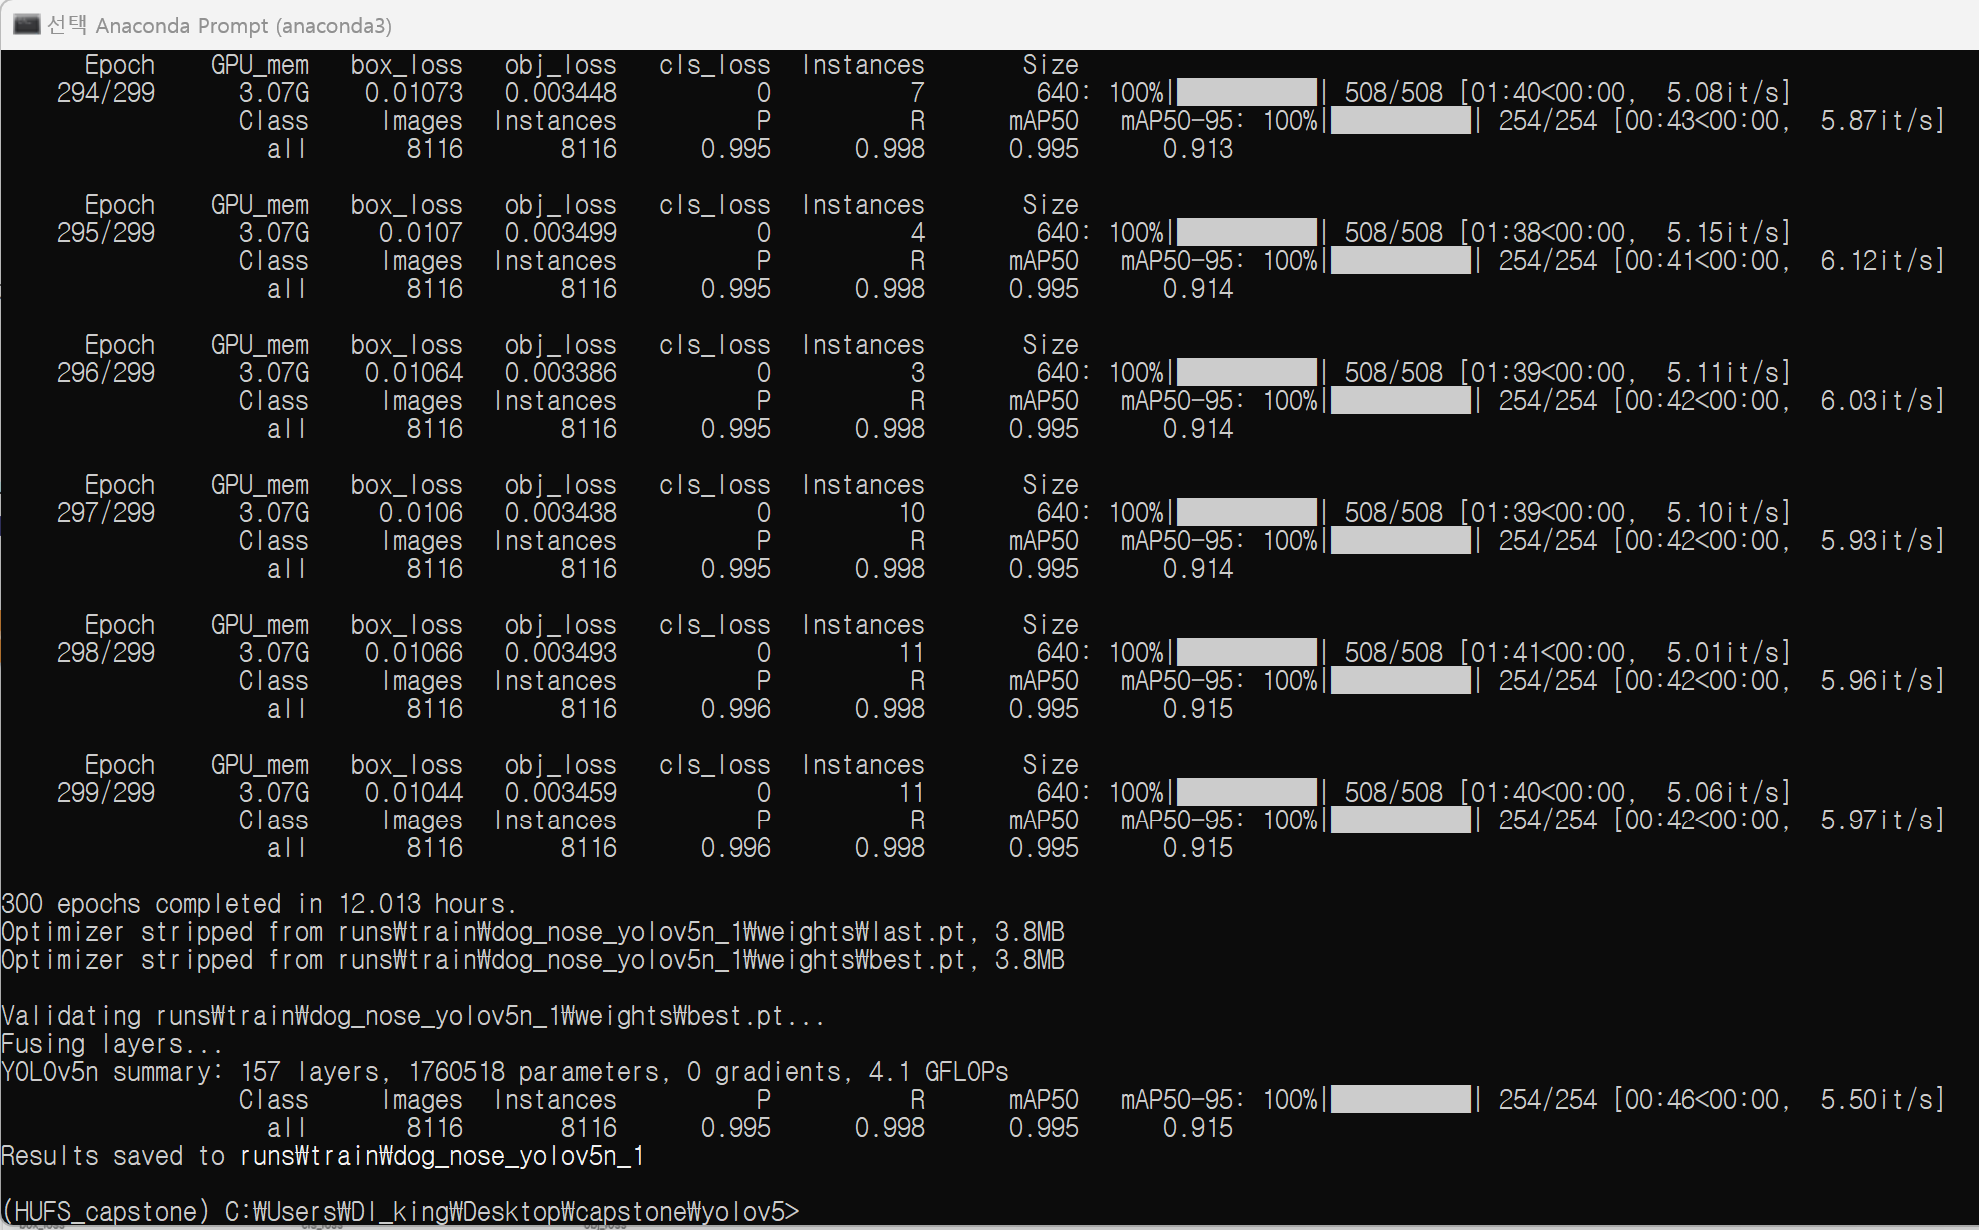 선택 Anaconda Prompt (anaconda3)
Epoch GPU_mem box_loss obj_loss cls_loss Instances Size
294/299 3.07G 0.01073 0.003448 0 7 640: 100%|██████████| 508/508 [01:40<00:00, 5.08it/s]
Class Images Instances P R mAP50 mAP50-95: 100%|██████████| 254/254 [00:43<00:00, 5.87it/s]
all 8116 8116 0.995 0.998 0.995 0.913
Epoch GPU_mem box_loss obj_loss cls_loss Instances Size
295/299 3.07G 0.0107 0.003499 0 4 640: 100%|██████████| 508/508 [01:38<00:00, 5.15it/s]
Class Images Instances P R mAP50 mAP50-95: 100%|██████████| 254/254 [00:41<00:00, 6.12it/s]
all 8116 8116 0.995 0.998 0.995 0.914
Epoch GPU_mem box_loss obj_loss cls_loss Instances Size
296/299 3.07G 0.01064 0.003386 0 3 640: 100%|██████████| 508/508 [01:39<00:00, 5.11it/s]
Class Images Instances P R mAP50 mAP50-95: 100%|██████████| 254/254 [00:42<00:00, 6.03it/s]
all 8116 8116 0.995 0.998 0.995 0.914
Epoch GPU_mem box_loss obj_loss cls_loss Instances Size
297/299 3.07G 0.0106 0.003438 0 10 640: 100%|██████████| 508/508 [01:39<00:00, 5.10it/s]
Class Images Instances P R mAP50 mAP50-95: 100%|██████████| 254/254 [00:42<00:00, 5.93it/s]
all 8116 8116 0.995 0.998 0.995 0.914
Epoch GPU_mem box_loss obj_loss cls_loss Instances Size
298/299 3.07G 0.01066 0.003493 0 11 640: 100%|██████████| 508/508 [01:41<00:00, 5.01it/s]
Class Images Instances P R mAP50 mAP50-95: 100%|██████████| 254/254 [00:42<00:00, 5.96it/s]
all 8116 8116 0.996 0.998 0.995 0.915
Epoch GPU_mem box_loss obj_loss cls_loss Instances Size
299/299 3.07G 0.01044 0.003459 0 11 640: 100%|██████████| 508/508 [01:40<00:00, 5.06it/s]
Class Images Instances P R mAP50 mAP50-95: 100%|██████████| 254/254 [00:42<00:00, 5.97it/s]
all 8116 8116 0.996 0.998 0.995 0.915
300 epochs completed in 12.013 hours.
Optimizer stripped from runs₩train₩dog_nose_yolov5n_1₩weights₩last.pt, 3.8MB
Optimizer stripped from runs₩train₩dog_nose_yolov5n_1₩weights₩best.pt, 3.8MB
Validating runs₩train₩dog_nose_yolov5n_1₩weights₩best.pt...
Fusing layers...
YOLOv5n summary: 157 layers, 1760518 parameters, 0 gradients, 4.1 GFLOPs
Class Images Instances P R mAP50 mAP50-95: 100%|██████████| 254/254 [00:46<00:00, 5.50it/s]
all 8116 8116 0.995 0.998 0.995 0.915
Results saved to runs₩train₩dog_nose_yolov5n_1
(HUFS_capstone) C:₩Users₩DI_king₩Desktop₩capstone₩yolov5>